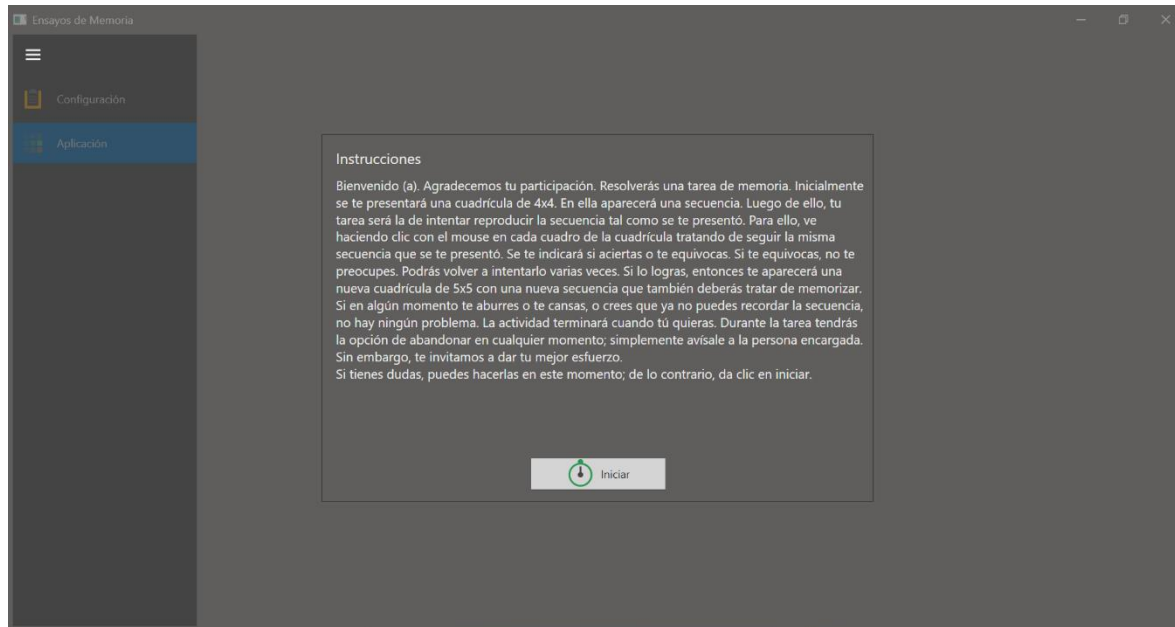 Ensayos de Memoria
Configuración
Aplicación
Instrucciones
Bienvenido (a). Agradecemos tu participación. Resolverás una tarea de memoria. Inicialmente
se te presentará una cuadrícula de 4x4. En ella aparecerá una secuencia. Luego de ello, tu
tarea será la de intentar reproducir la secuencia tal como se te presentó. Para ello, ve
haciendo clic con el mouse en cada cuadro de la cuadrícula tratando de seguir la misma
secuencia que se te presentó. Se te indicará si aciertas o te equivocas. Si te equivocas, no te
preocupes. Podrás volver a intentarlo varias veces. Si lo logras, entonces te aparecerá una
nueva cuadrícula de 5x5 con una nueva secuencia que también deberás tratar de memorizar.
Si en algún momento te aburres o te cansas, o crees que ya no puedes recordar la secuencia,
no hay ningún problema. La actividad terminará cuando tú quieras. Durante la tarea tendrás
la opción de abandonar en cualquier momento; simplemente avísale a la persona encargada.
Sin embargo, te invitamos a dar tu mejor esfuerzo.
Si tienes dudas, puedes hacerlas en este momento; de lo contrario, da clic en iniciar.
Iniciar